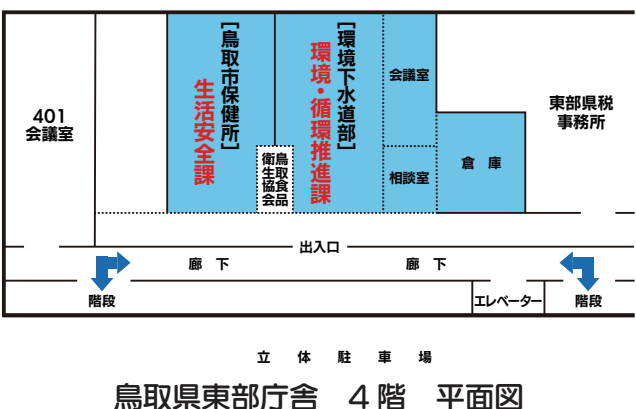 401
会議室
[鳥取市保健所]
生活安全課
鳥取食品
衛生協会
[環境下水道部]
環境・循環推進課
会議室
相談室
倉 庫
東部県税
事務所
出入口
廊 下
廊 下
階段
エレベーター
階段
立 体 駐 車 場
鳥取県東部庁舎 4階 平面図